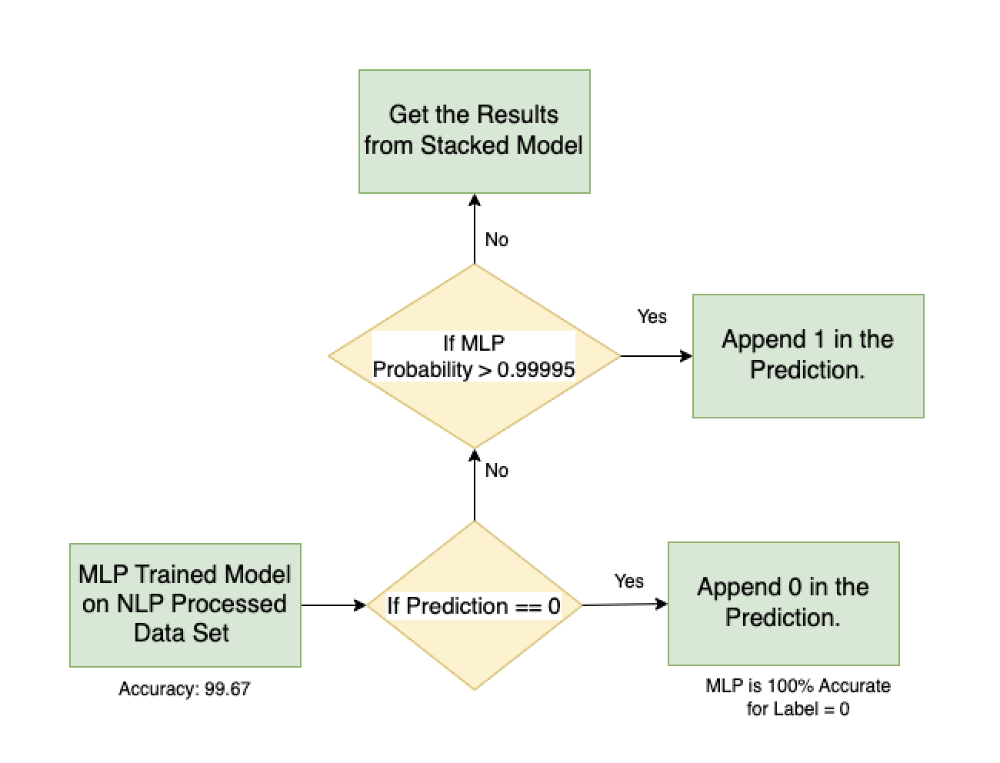 Get the Results
from Stacked Model
No
If MLP
Probability > 0.99995
Yes
Append 1 in the
Prediction.
No
MLP Trained Model
on NLP Processed
Data Set
Accuracy: 99.67
If Prediction == 0
Yes
Append 0 in the
Prediction.
MLP is 100% Accurate
for Label = 0